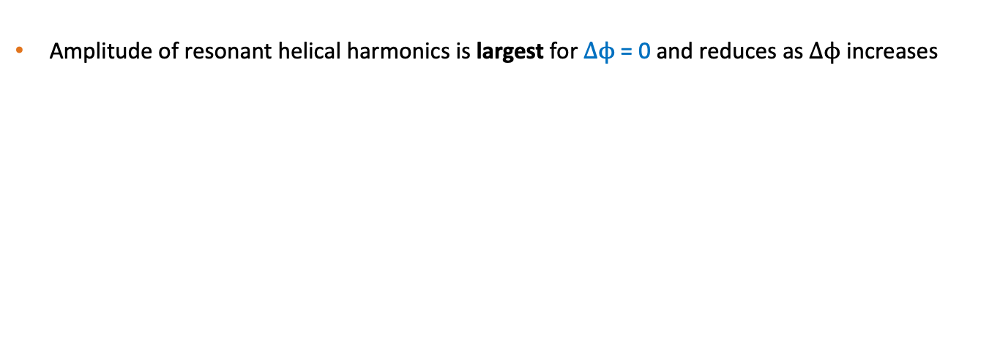 • Amplitude of resonant helical harmonics is largest for Δϕ = 0 and reduces as Δϕ increases